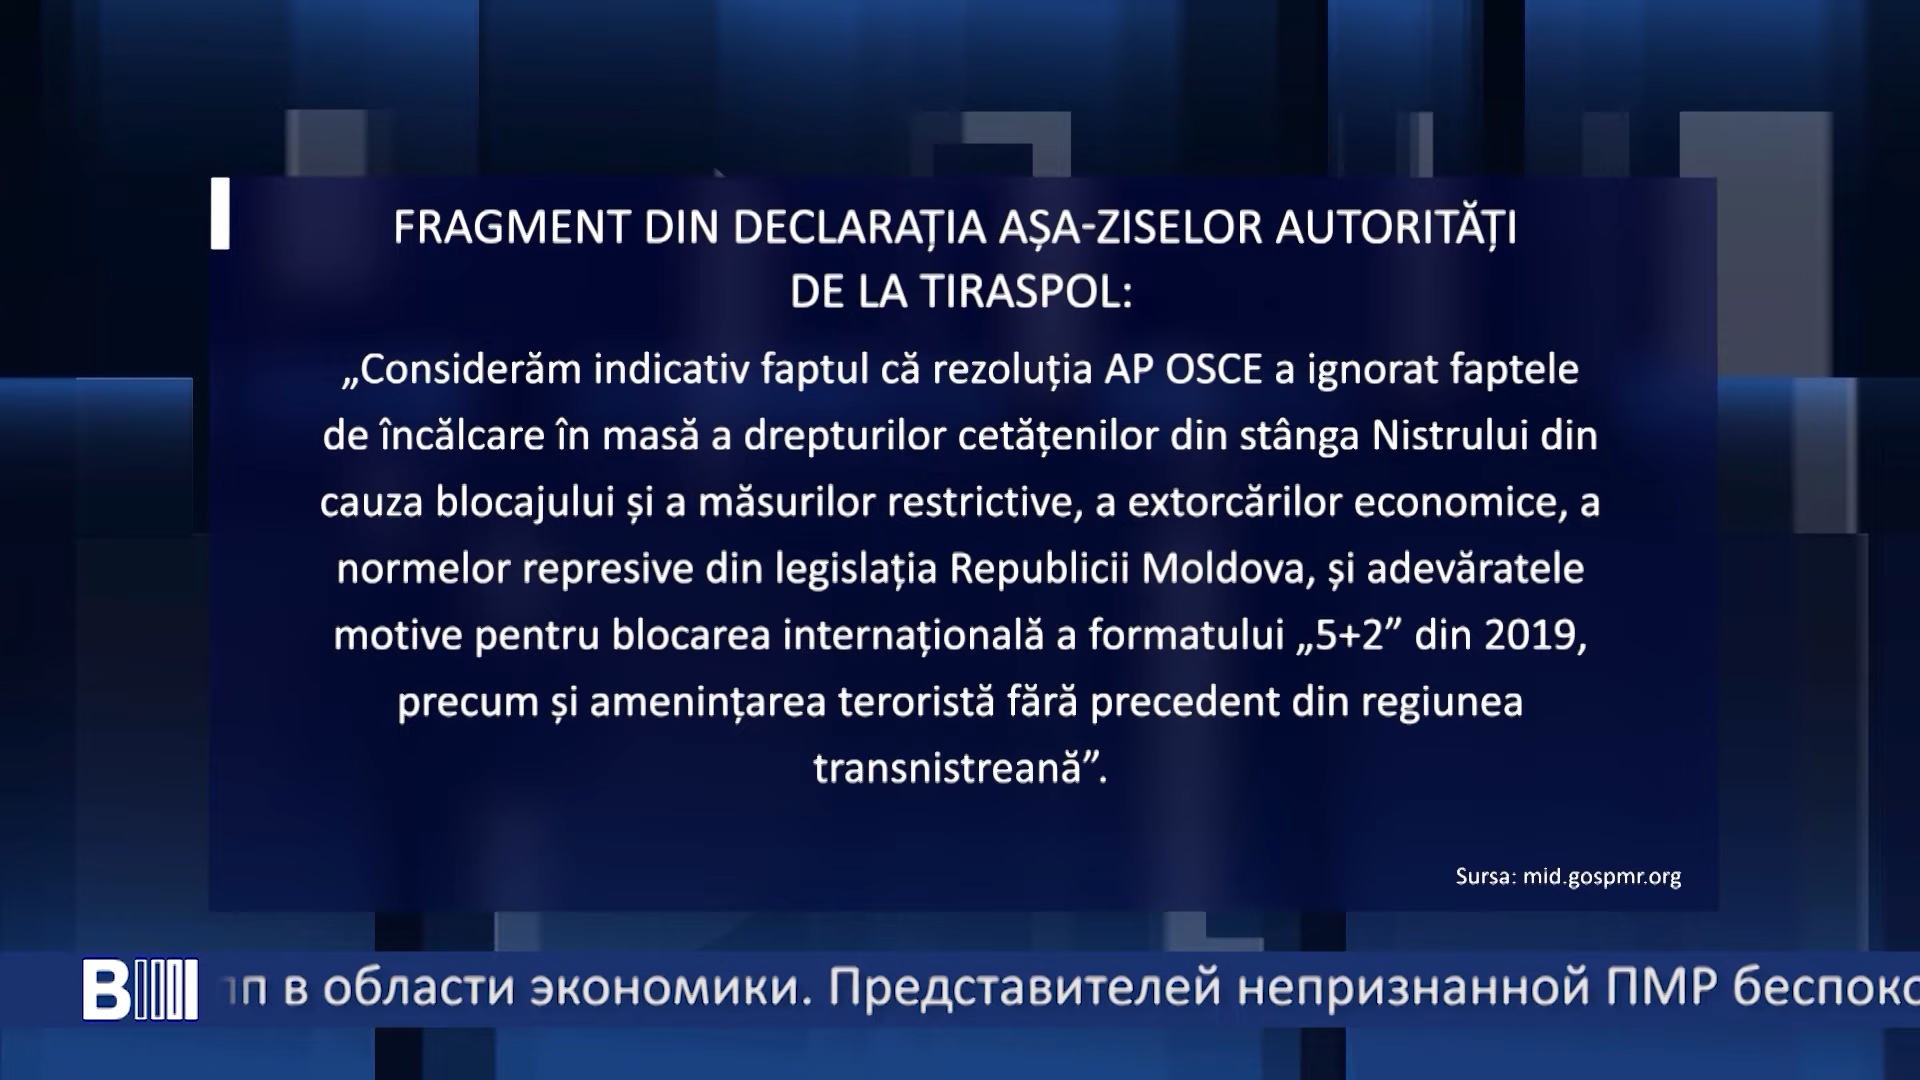 FRAGMENT DIN DECLARAȚIA AȘA-ZISELOR AUTORITĂȚI
DE LA TIRASPOL:
„Considerăm indicativ faptul că rezoluția AP OSCE a ignorat faptele
de încălcare în masă a drepturilor cetățenilor din stânga Nistrului din
cauza blocajului și a măsurilor restrictive, a extorcărilor economice, a
normelor represive din legislația Republicii Moldova, și adevăratele
motive pentru blocarea internațională a formatului „5+2” din 2019,
precum și amenințarea teroristă fără precedent din regiunea
transnistreană”.
Sursa: mid.gospmr.org
в области экономики. Представителей непризнанной ПМР